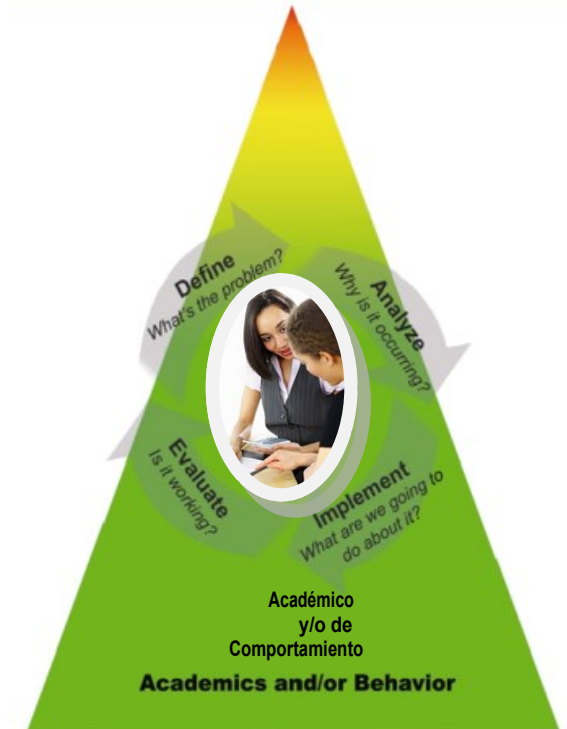 Define
What's the problem?
Analyze
Why is it occurring?
Implement
What are we going to
do about it?
Evaluate
Is it working?
Académico
y/o de
Comportamiento
Academics and/or Behavior